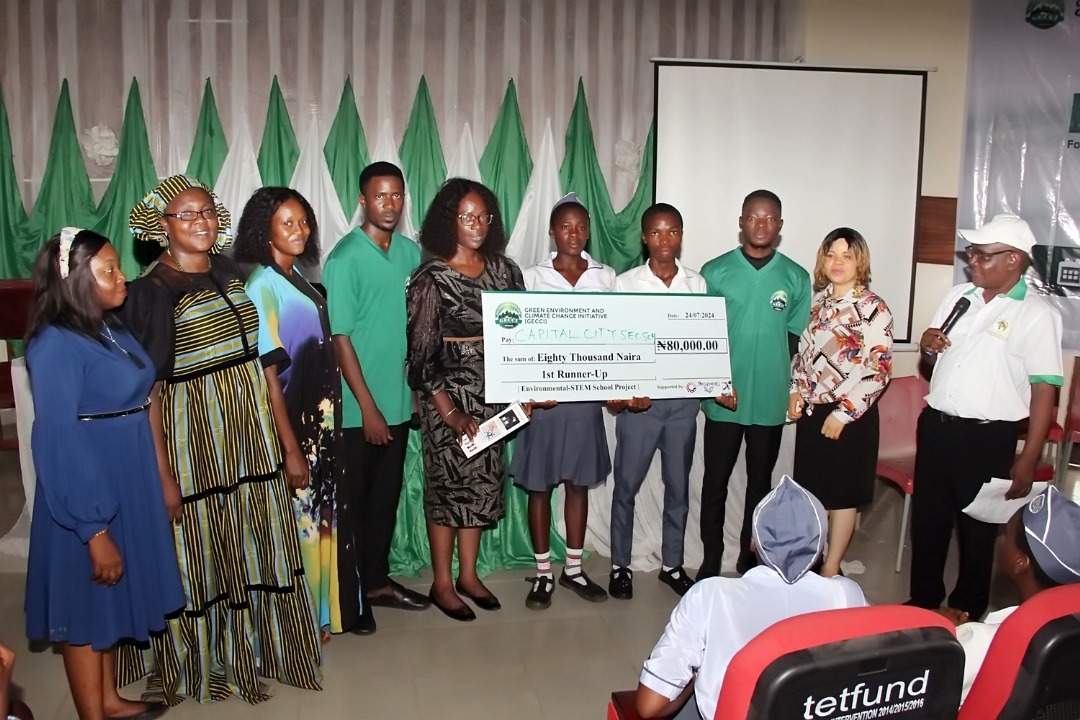 GECCI
GREEN ENVIRONMENT AND
CLIMATE CHANGE INITIATIVE
(GECCI)
Date: 24/07/2024
Pay: CAPITAL CITY SEC SCH
₦80,000.00
The sum of: Eighty Thousand Naira
1st Runner-Up
[Environmental-STEM School Project]
Supported by:
Fo
tetfund
INTERVENTION 2014/2015/2016